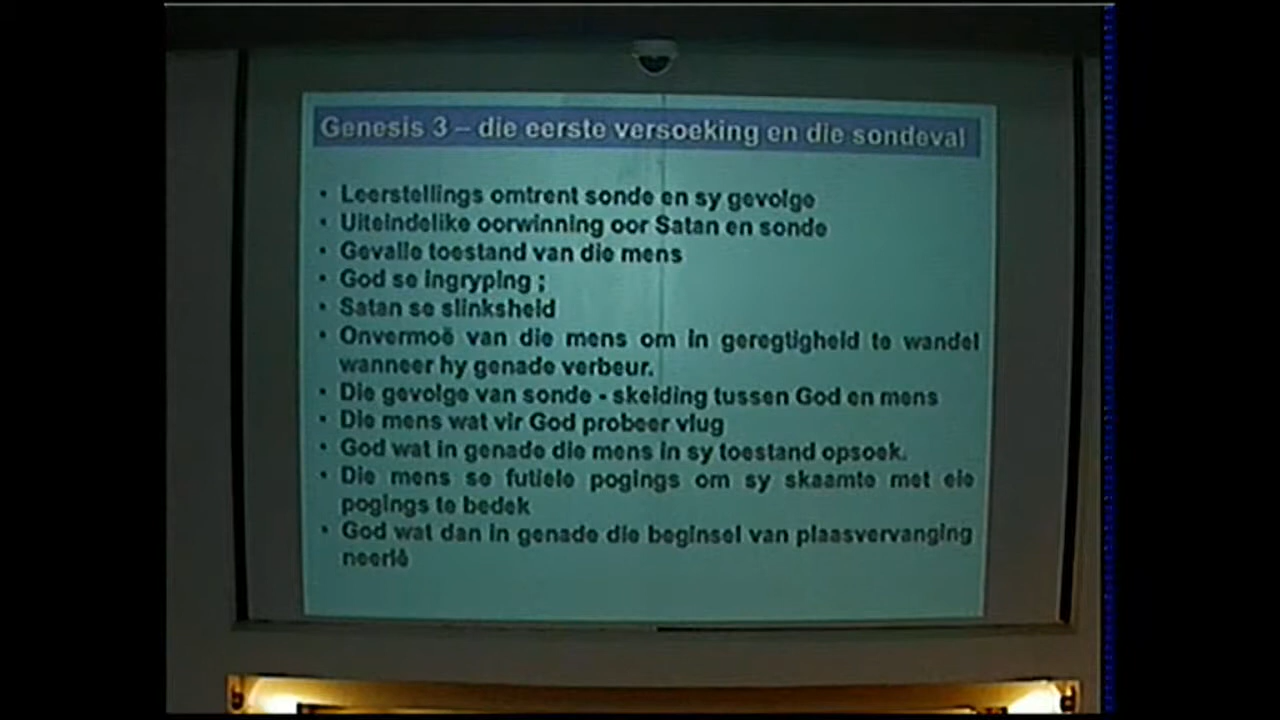 Genesis 3 – die eerste versoeking en die sondeval
• Leerstellings omtrent sonde en sy gevolge
• Uiteindelike oorwinning oor Satan en sonde
• Gevalle toestand van die mens
• God se ingryping ;
• Satan se slinksheid
• Onvermoë van die mens om in geregtigheid te wandel
wanneer hy genade verbeur.
• Die gevolge van sonde - skeiding tussen God en mens
• Die mens wat vir God probeer vlug
• God wat in genade die mens in sy toestand opsoek.
• Die mens se futiele pogings om sy skaamte met eie
pogings te bedek
• God wat dan in genade die beginsel van plaasvervanging
neerlê